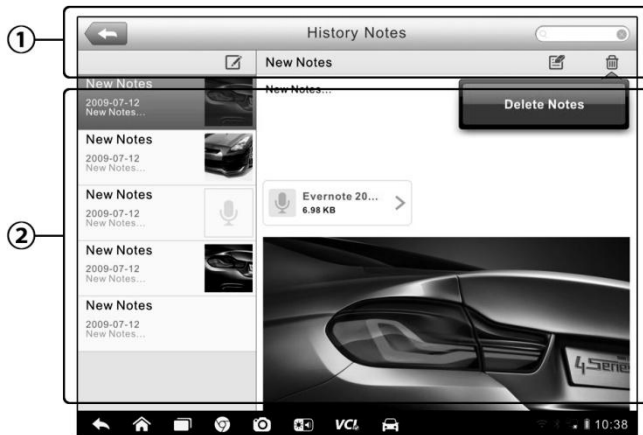 ①
History Notes
New Notes
New Notes
2009-07-12
New Notes...
New Notes
2009-07-12
New Notes...
New Notes
2009-07-12
New Notes...
New Notes
2009-07-12
New Notes...
New Notes
2009-07-12
New Notes...
New Notes...
Delete Notes
Evernote 20...
6.98 KB
4 Serie
②
VCI
10:38